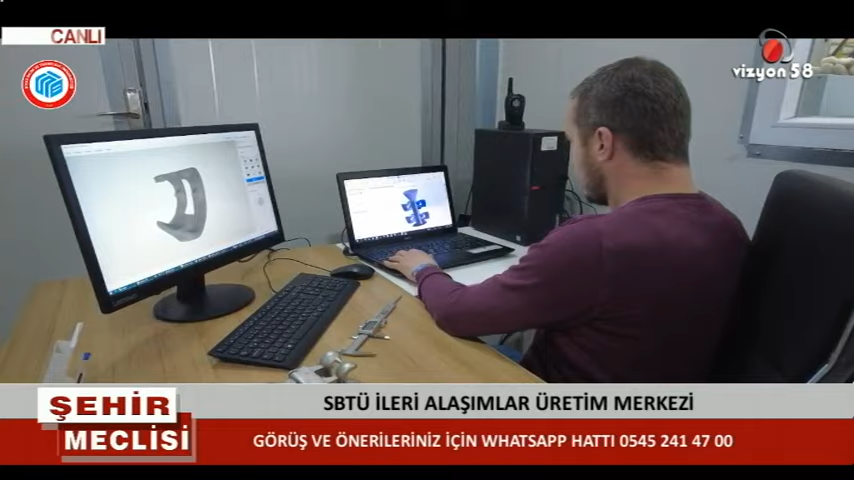 CANLI
vizyon 58
ŞEHİR
MECLİSİ
SBTÜ İLERİ ALAŞIMLAR ÜRETİM MERKEZİ
GÖRÜŞ VE ÖNERİLERİNİZ İÇİN WHATSAPP HATTI 0545 241 47 00